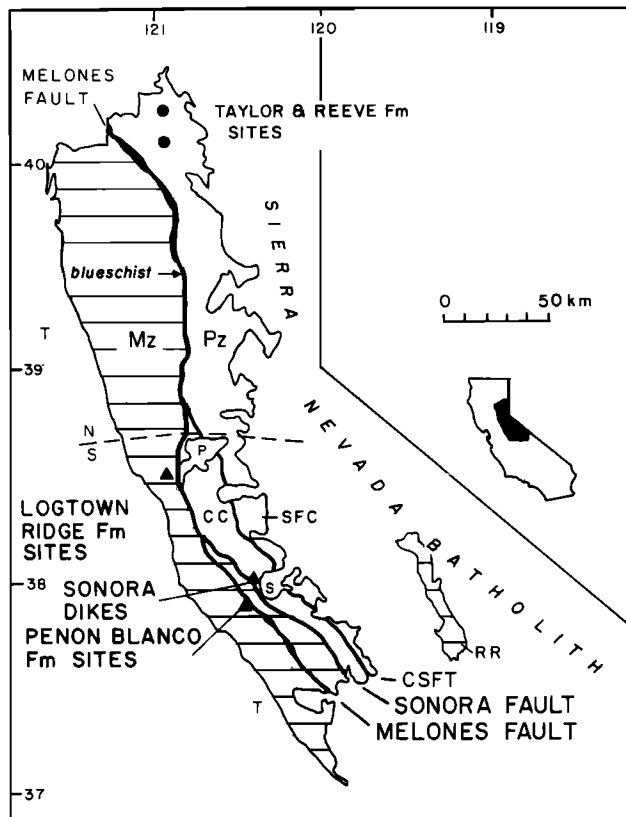 121
120
119
MELONES
FAULT
TAYLOR & REEVE Fm
SITES
40
SIERRA
blueschist
0 50 km
T
Mz
Pz
39
NEVADA
N
S
P
BATHOLITH
LOGTOWN
RIDGE Fm
SITES
CC
SFC
38
SONORA
DIKES
S
PENON BLANCO
Fm SITES
RR
CSFT
T
SONORA FAULT
MELONES FAULT
37